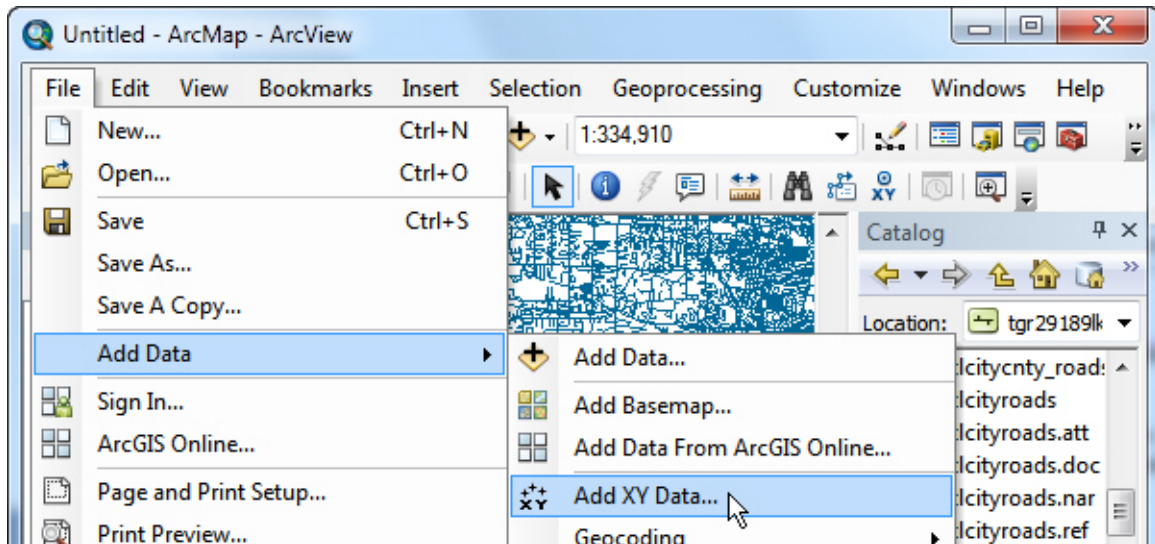 Untitled - ArcMap - ArcView
File Edit View Bookmarks Insert Selection Geoprocessing Customize Windows Help
New... Ctrl+N
1:334,910
Open... Ctrl+O
XY
Save Ctrl+S
Catalog
Save As...
Save A Copy...
Location: tgr29189lk
Add Data
Add Data...
lcitycnty_road
Sign In...
Add Basemap...
lcityroads
ArcGIS Online...
Add Data From ArcGIS Online...
lcityroads.att
lcityroads.doc
Page and Print Setup...
XY Add XY Data...
lcityroads.nar
Print Preview...
Geocoding
lcityroads.ref